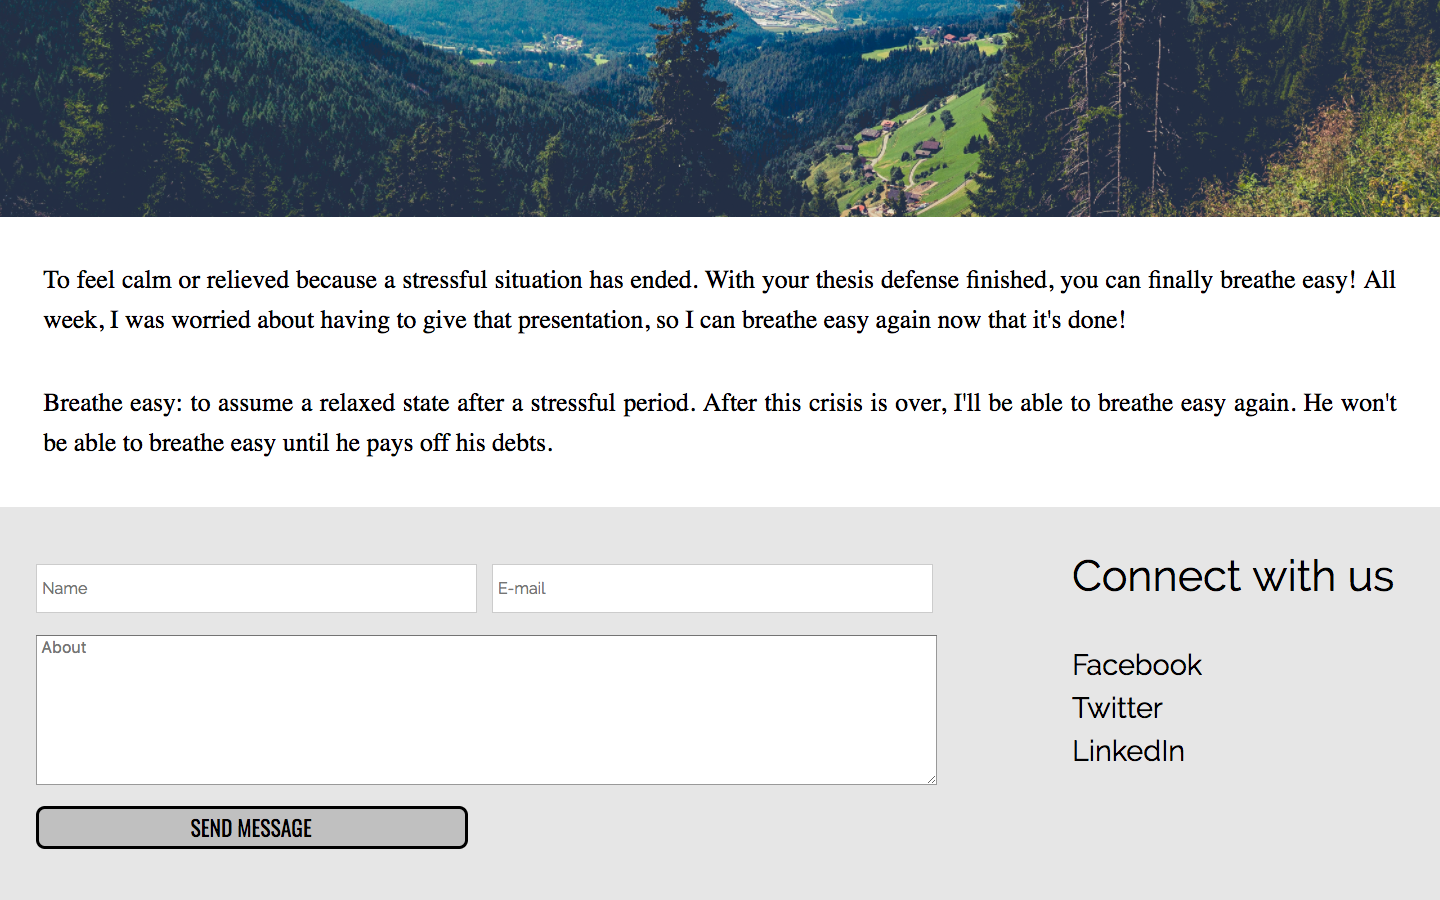 To feel calm or relieved because a stressful situation has ended. With your thesis defense finished, you can finally breathe easy! All
week, I was worried about having to give that presentation, so I can breathe easy again now that it's done!
Breathe easy: to assume a relaxed state after a stressful period. After this crisis is over, I'll be able to breathe easy again. He won't
be able to breathe easy until he pays off his debts.
Name
E-mail
About
SEND MESSAGE
Connect with us
Facebook
Twitter
LinkedIn